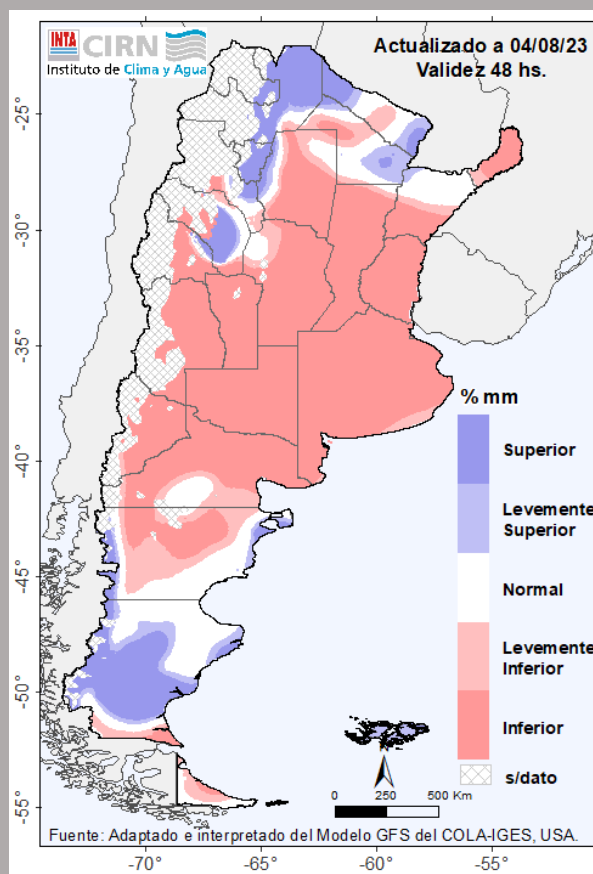 INTA CIRN
Instituto de Clima y Agua
Actualizado a 04/08/23
Validez 48 hs.
-25°
-30°
-35°
-40°
-45°
-50°
-55°
% mm
Superior
Levemente
Superior
Normal
Levemente
Inferior
Inferior
s/dato
0 250 500 Km
Fuente: Adaptado e interpretado del Modelo GFS del COLA-IGES, USA.
-70° -65° -60° -55°